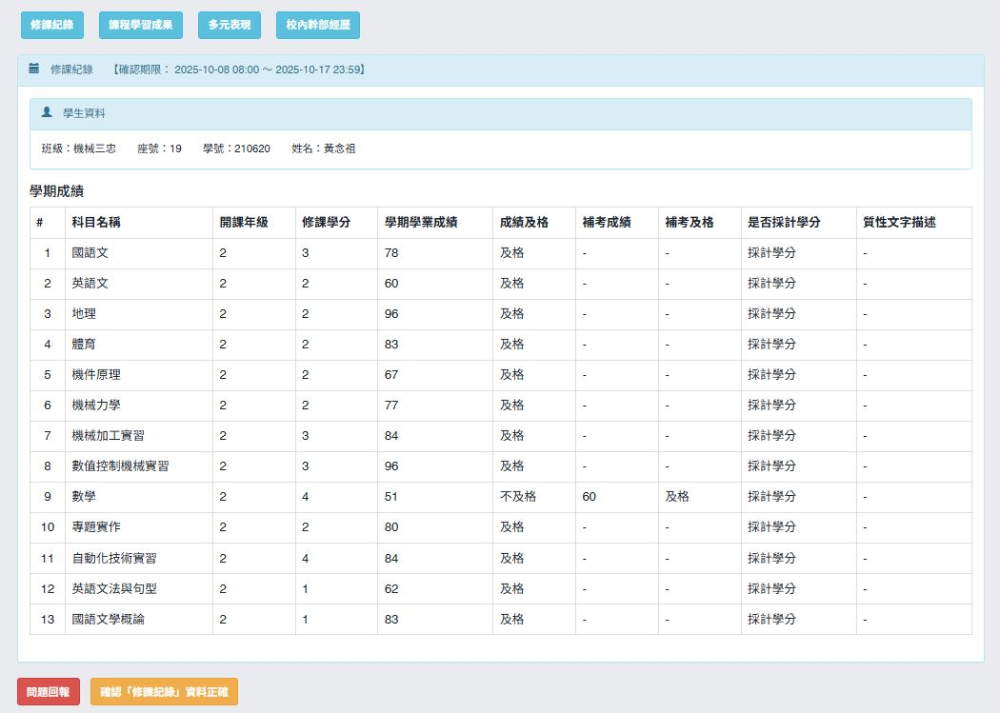 修課紀錄 課程學習成果 多元表現 校內幹部經歷
修課紀錄 【確認期限： 2025-10-08 08:00 ～ 2025-10-17 23:59】
學生資料
班級：機械三忠 座號：19 學號：210620 姓名：黃念祖
學期成績
# 科目名稱 開課年級 修課學分 學期學業成績 成績及格 補考成績 補考及格 是否採計學分 質性文字描述
1 國語文 2 3 78 及格 - - 採計學分 -
2 英語文 2 2 60 及格 - - 採計學分 -
3 地理 2 2 96 及格 - - 採計學分 -
4 體育 2 2 83 及格 - - 採計學分 -
5 機件原理 2 2 67 及格 - - 採計學分 -
6 機械力學 2 2 77 及格 - - 採計學分 -
7 機械加工實習 2 3 84 及格 - - 採計學分 -
8 數值控制機械實習 2 3 96 及格 - - 採計學分 -
9 數學 2 4 51 不及格 60 及格 採計學分 -
10 專題實作 2 2 80 及格 - - 採計學分 -
11 自動化技術實習 2 4 84 及格 - - 採計學分 -
12 英語文法與句型 2 1 62 及格 - - 採計學分 -
13 國語文學概論 2 1 83 及格 - - 採計學分 -
問題回報 確認「修課紀錄」資料正確